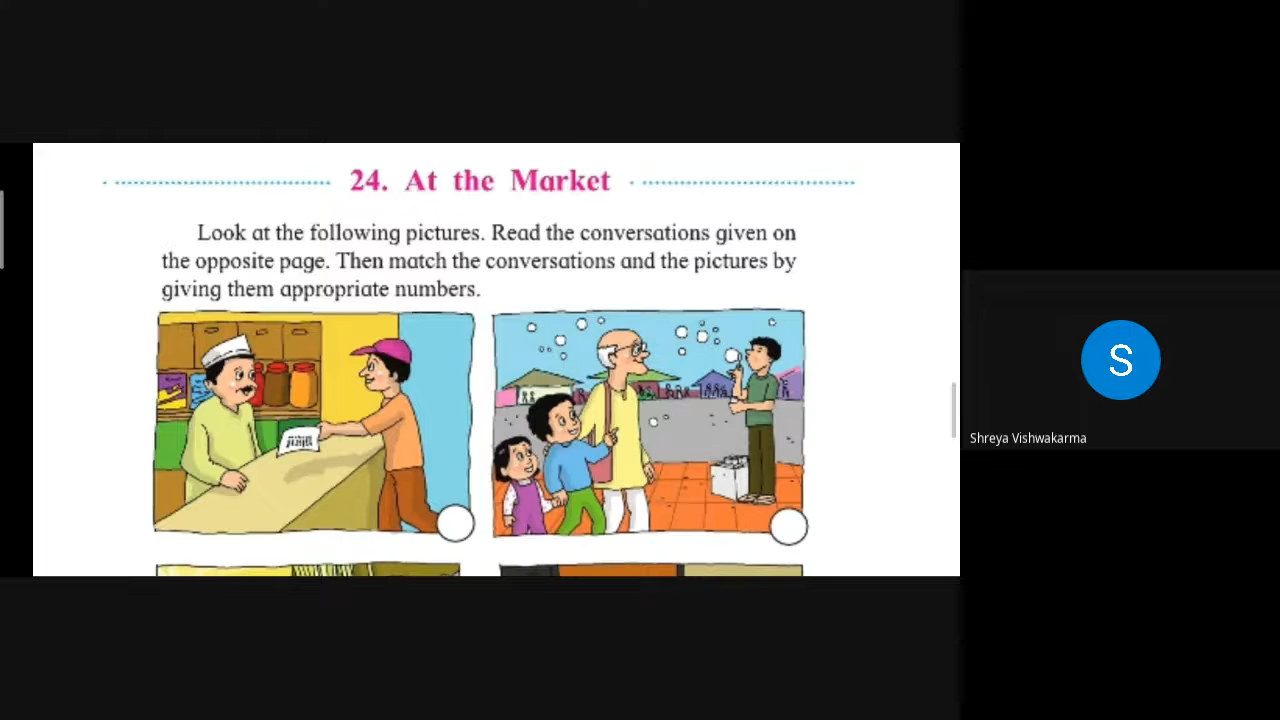 24. At the Market
Look at the following pictures. Read the conversations given on
the opposite page. Then match the conversations and the pictures by
giving them appropriate numbers.
S
Shreya Vishwakarma